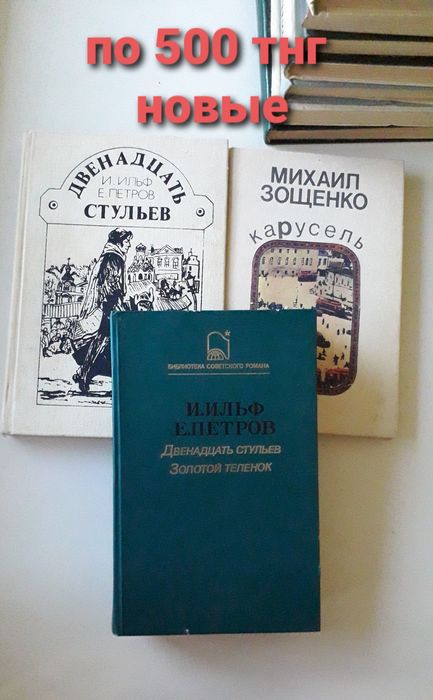 по 500 тнг
новые
ДВЕНАДЦАТЬ
И. ИЛЬФ
Е. ПЕТРОВ
СТУЛЬЕВ
МИХАИЛ
ЗОЩЕНКО
каРусель
БИБЛИОТЕКА СОВЕТСКОГО РОМАНА
И.ИЛЬФ
Е.ПЕТРОВ
ДВЕНАДЦАТЬ СТУЛЬЕВ
ЗОЛОТОЙ ТЕЛЕНОК